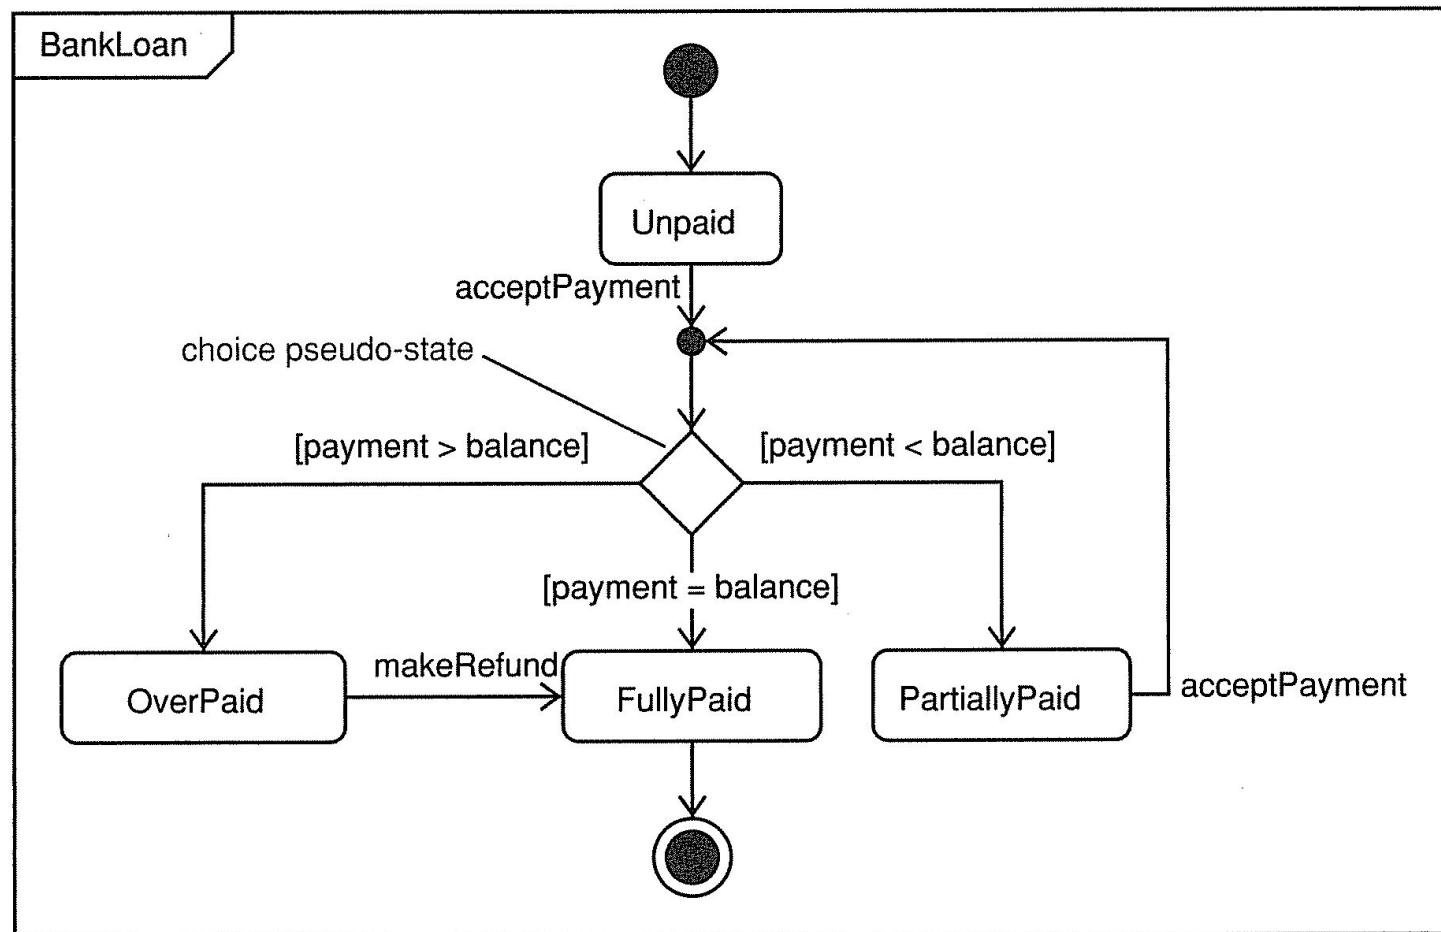 BankLoan
Unpaid
acceptPayment
choice pseudo-state
[payment > balance]
[payment < balance]
[payment = balance]
makeRefund
OverPaid
FullyPaid
PartiallyPaid
acceptPayment